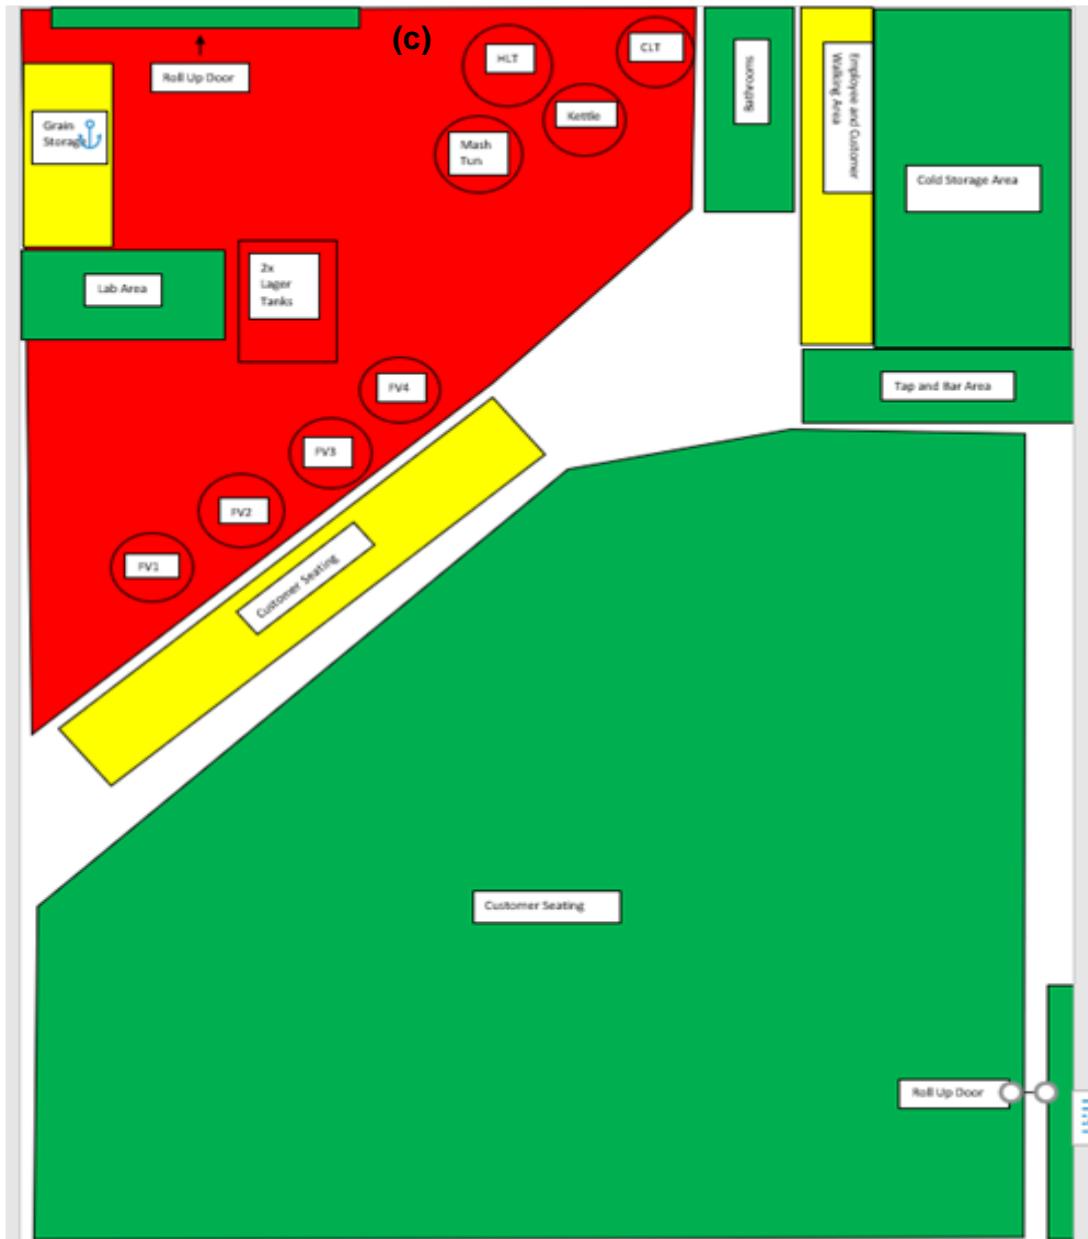 (c)
HLT
CLT
Roll Up Door
Kettle
Bathrooms
Employee and Customer
Walking Area
Grain
Storage
Mash
Tun
Cold Storage Area
2x
Lager
Tanks
Lab Area
FV4
Tap and Bar Area
FV3
FV2
FV1
Customer Seating
Customer Seating
Roll Up Door